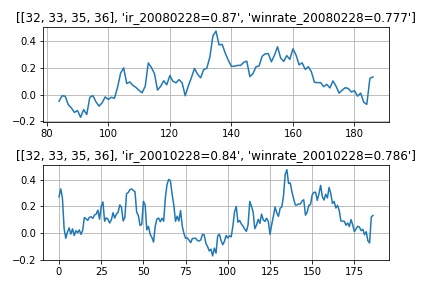 [[32, 33, 35, 36], 'ir_20080228=0.87', 'winrate_20080228=0.777']
0.4
0.2
0.0
−0.2
80 100 120 140 160 180
[[32, 33, 35, 36], 'ir_20010228=0.84', 'winrate_20010228=0.786']
0.4
0.2
0.0
−0.2
0 25 50 75 100 125 150 175